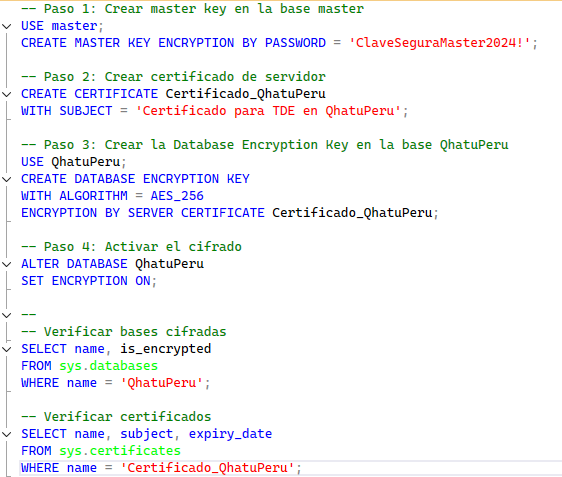 -- Paso 1: Crear master key en la base master
USE master;
CREATE MASTER KEY ENCRYPTION BY PASSWORD = 'ClaveSeguraMaster2024!';
-- Paso 2: Crear certificado de servidor
CREATE CERTIFICATE Certificado_QhatuPeru
WITH SUBJECT = 'Certificado para TDE en QhatuPeru';
-- Paso 3: Crear la Database Encryption Key en la base QhatuPeru
USE QhatuPeru;
CREATE DATABASE ENCRYPTION KEY
WITH ALGORITHM = AES_256
ENCRYPTION BY SERVER CERTIFICATE Certificado_QhatuPeru;
-- Paso 4: Activar el cifrado
ALTER DATABASE QhatuPeru
SET ENCRYPTION ON;
--
-- Verificar bases cifradas
SELECT name, is_encrypted
FROM sys.databases
WHERE name = 'QhatuPeru';
-- Verificar certificados
SELECT name, subject, expiry_date
FROM sys.certificates
WHERE name = 'Certificado_QhatuPeru';